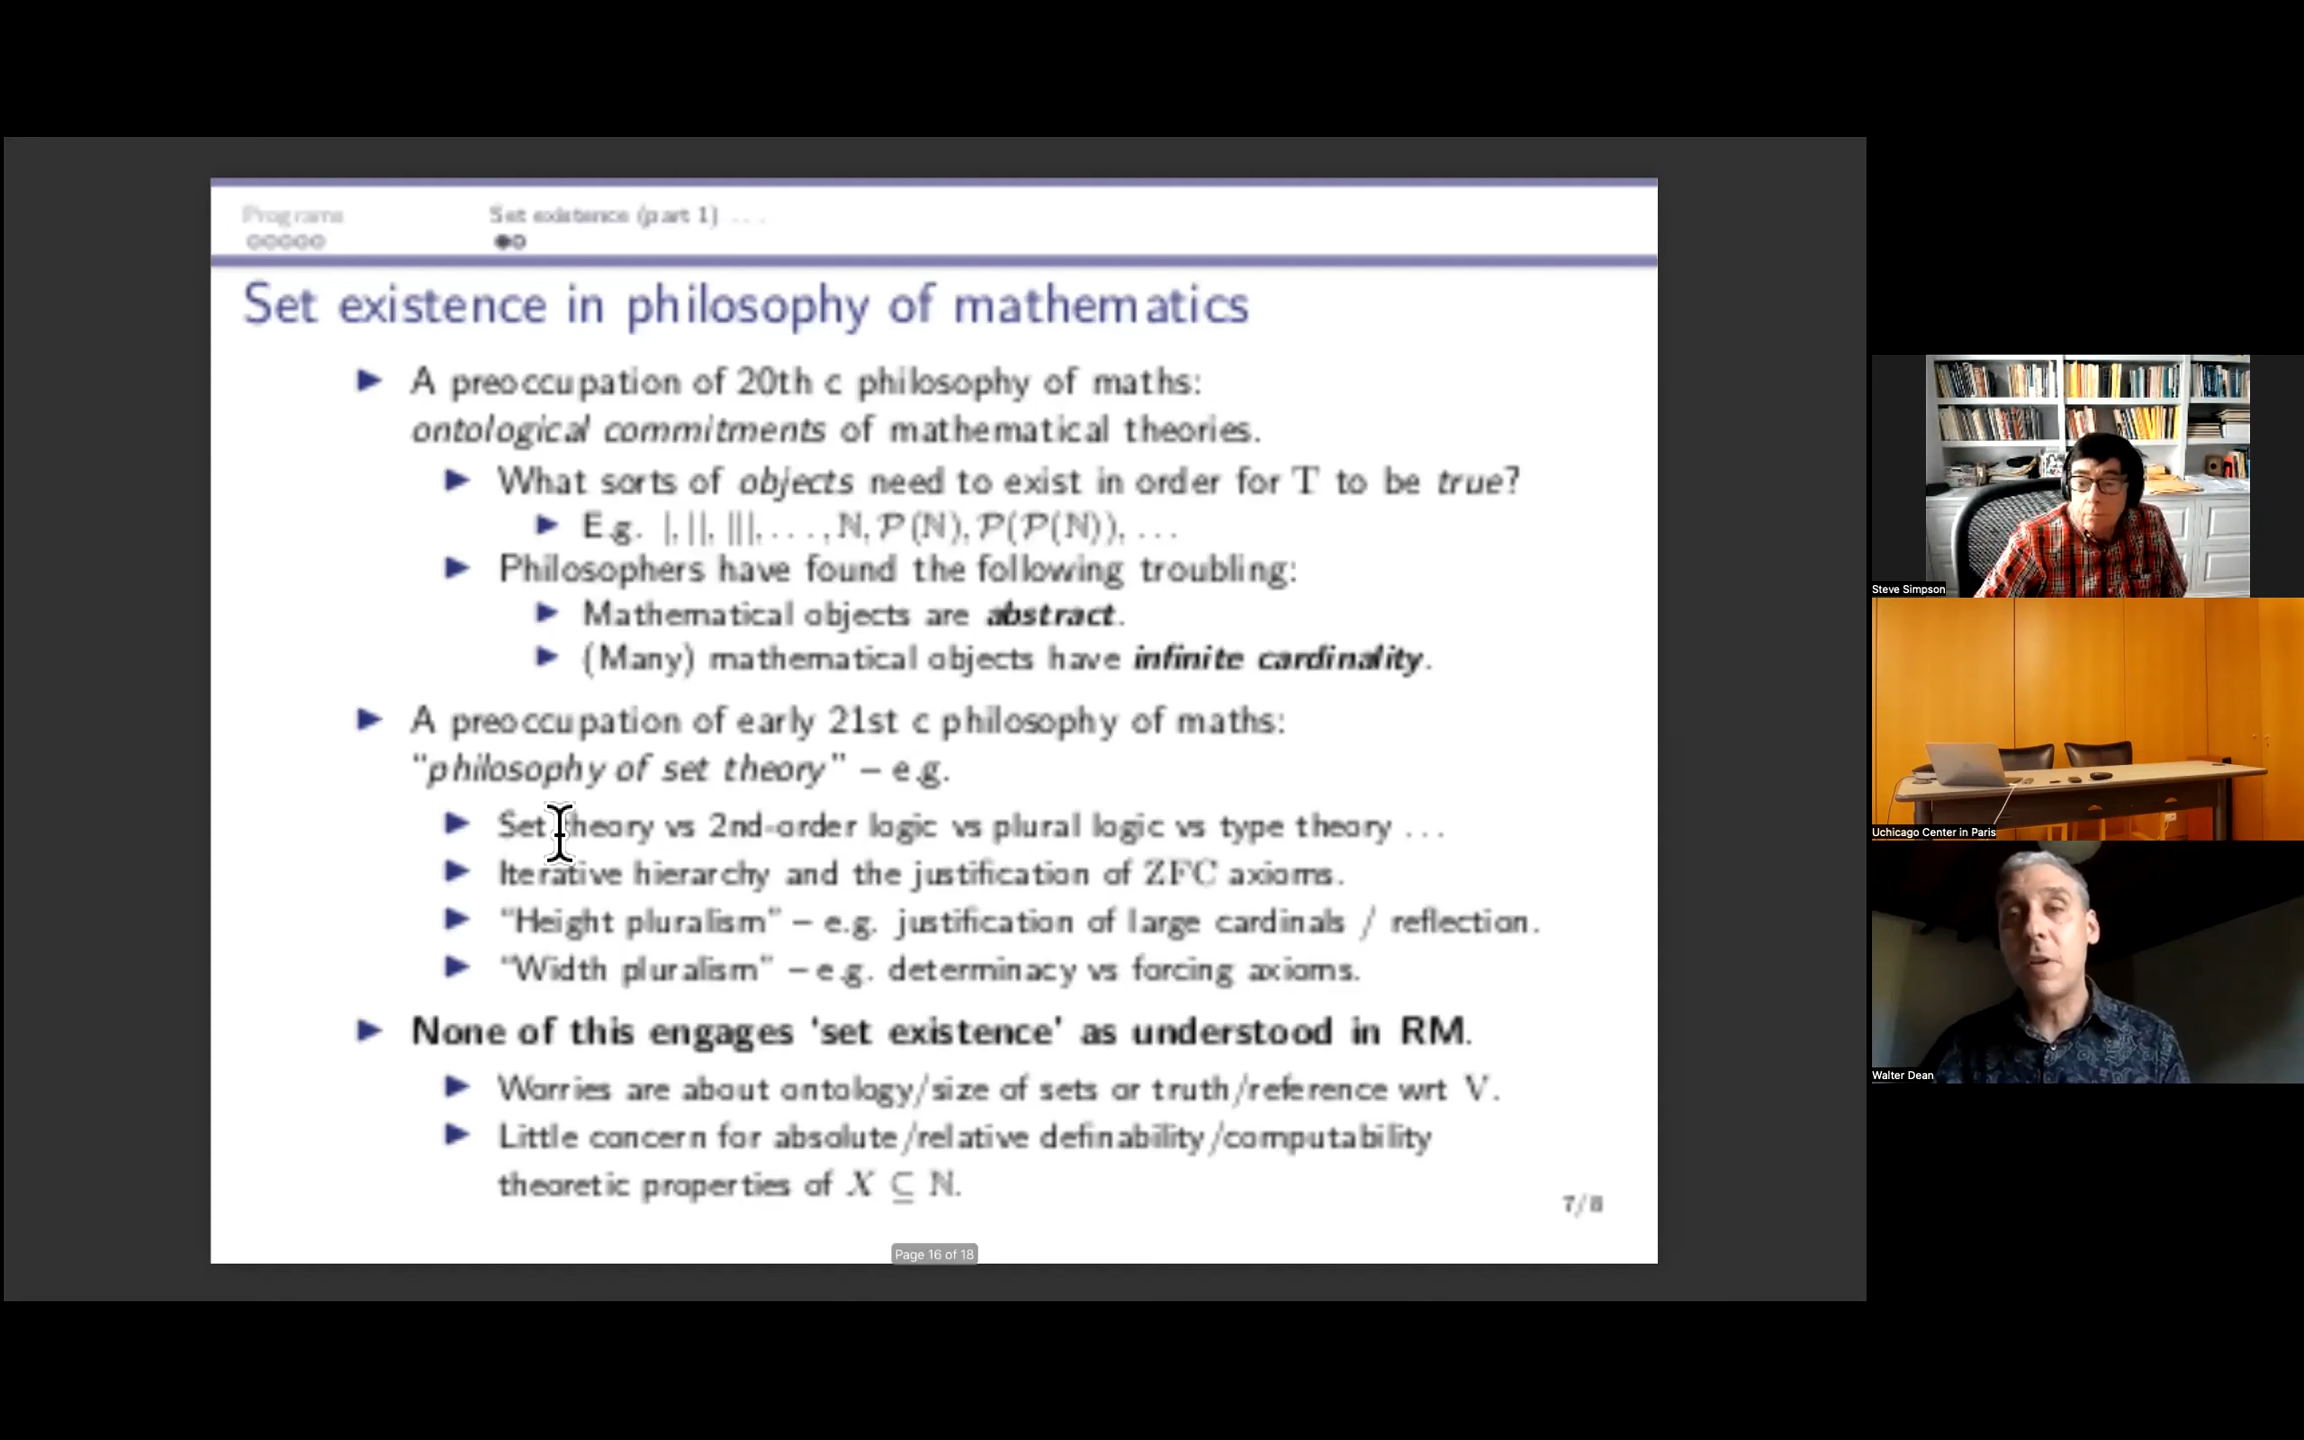 Programs
Set existence (part 1) ...
Set existence in philosophy of mathematics
A preoccupation of 20th c philosophy of maths:
ontological commitments of mathematical theories.
What sorts of objects need to exist in order for T to be true?
E.g. |, ||, |||, ..., ℕ, 𝒫(ℕ), 𝒫(𝒫(ℕ)), ...
Philosophers have found the following troubling:
Mathematical objects are abstract.
(Many) mathematical objects have infinite cardinality.
A preoccupation of early 21st c philosophy of maths:
"philosophy of set theory" – e.g.
Set theory vs 2nd-order logic vs plural logic vs type theory ...
Iterative hierarchy and the justification of ZFC axioms.
"Height pluralism" – e.g. justification of large cardinals / reflection.
"Width pluralism" – e.g. determinacy vs forcing axioms.
None of this engages 'set existence' as understood in RM.
Worries are about ontology/size of sets or truth/reference wrt V.
Little concern for absolute/relative definability/computability
theoretic properties of X ⊆ ℕ.
7/8
Page 16 of 18
Steve Simpson
Uchicago Center in Paris
Walter Dean